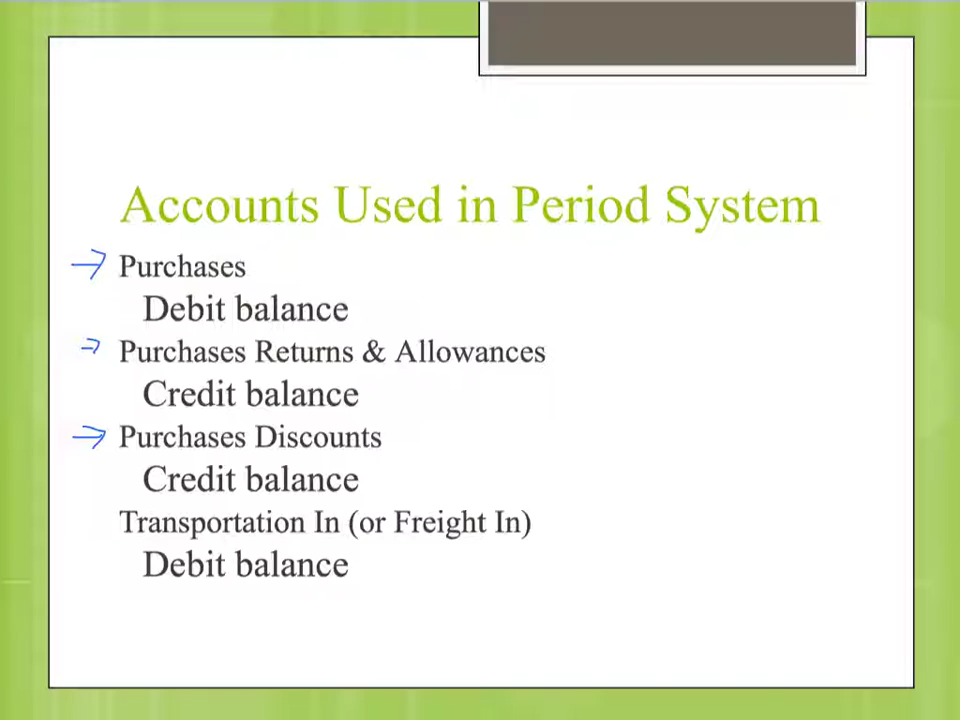 Accounts Used in Period System
Purchases
Debit balance
Purchases Returns & Allowances
Credit balance
Purchases Discounts
Credit balance
Transportation In (or Freight In)
Debit balance